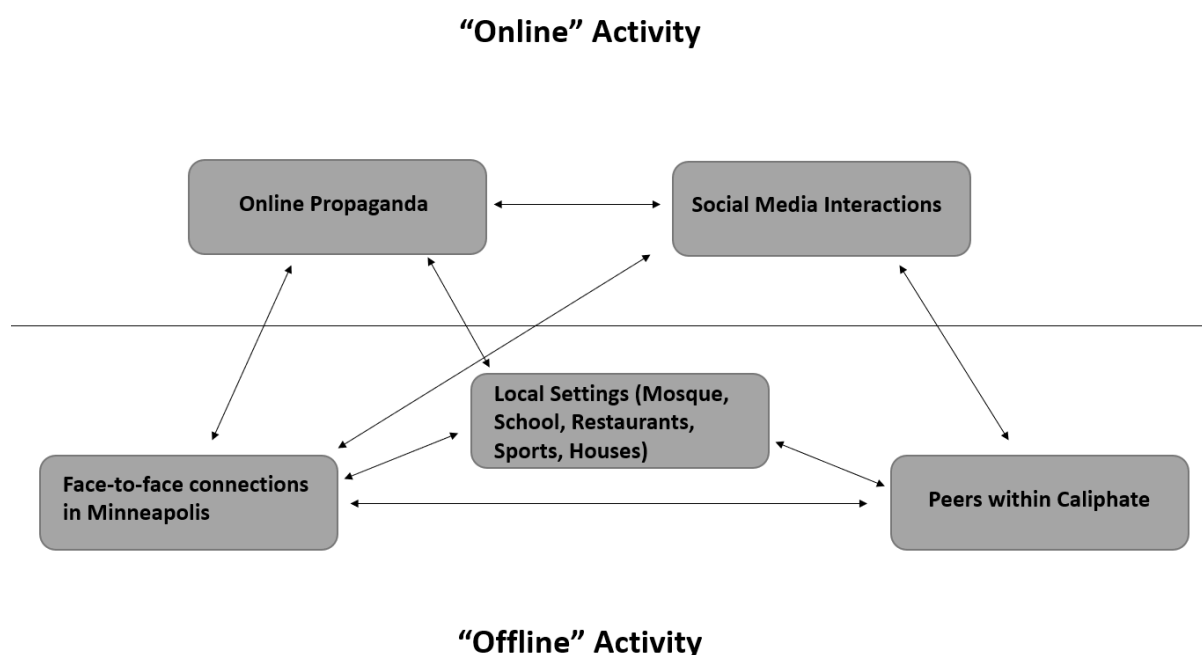 “Online” Activity
Online Propaganda
Social Media Interactions
Local Settings (Mosque,
School, Restaurants,
Sports, Houses)
Face-to-face connections
in Minneapolis
Peers within Caliphate
“Offline” Activity